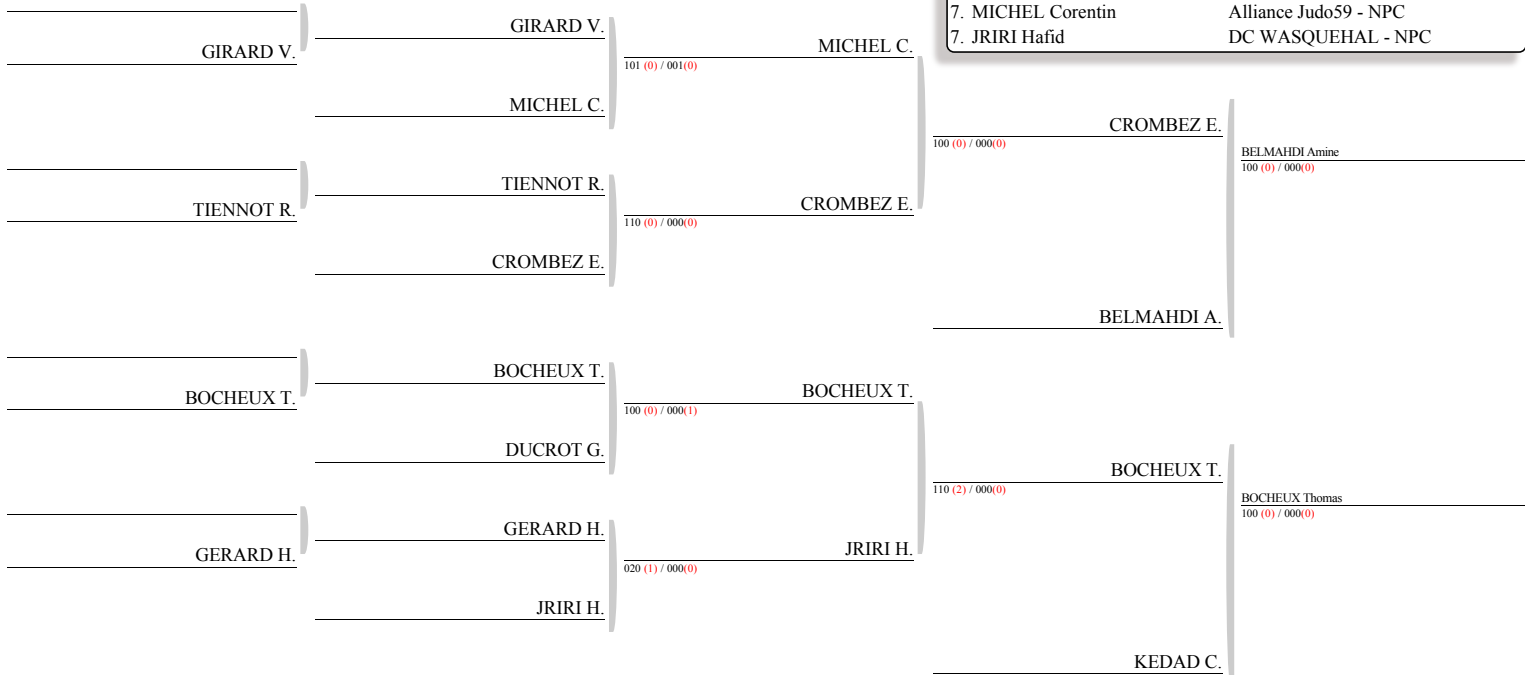 7. MICHEL Corentin Alliance Judo59 - NPC
7. JRIRI Hafid DC WASQUEHAL - NPC
GIRARD V.
TIENNOT R.
BOCHEUX T.
GERARD H.
GIRARD V.
MICHEL C.
TIENNOT R.
CROMBEZ E.
BOCHEUX T.
DUCROT G.
GERARD H.
JRIRI H.
MICHEL C.
101 (0) / 001(0)
CROMBEZ E.
110 (0) / 000(0)
BOCHEUX T.
100 (0) / 000(1)
JRIRI H.
020 (1) / 000(0)
CROMBEZ E.
100 (0) / 000(0)
BELMAHDI A.
BOCHEUX T.
110 (2) / 000(0)
KEDAD C.
BELMAHDI Amine
100 (0) / 000(0)
BOCHEUX Thomas
100 (0) / 000(0)